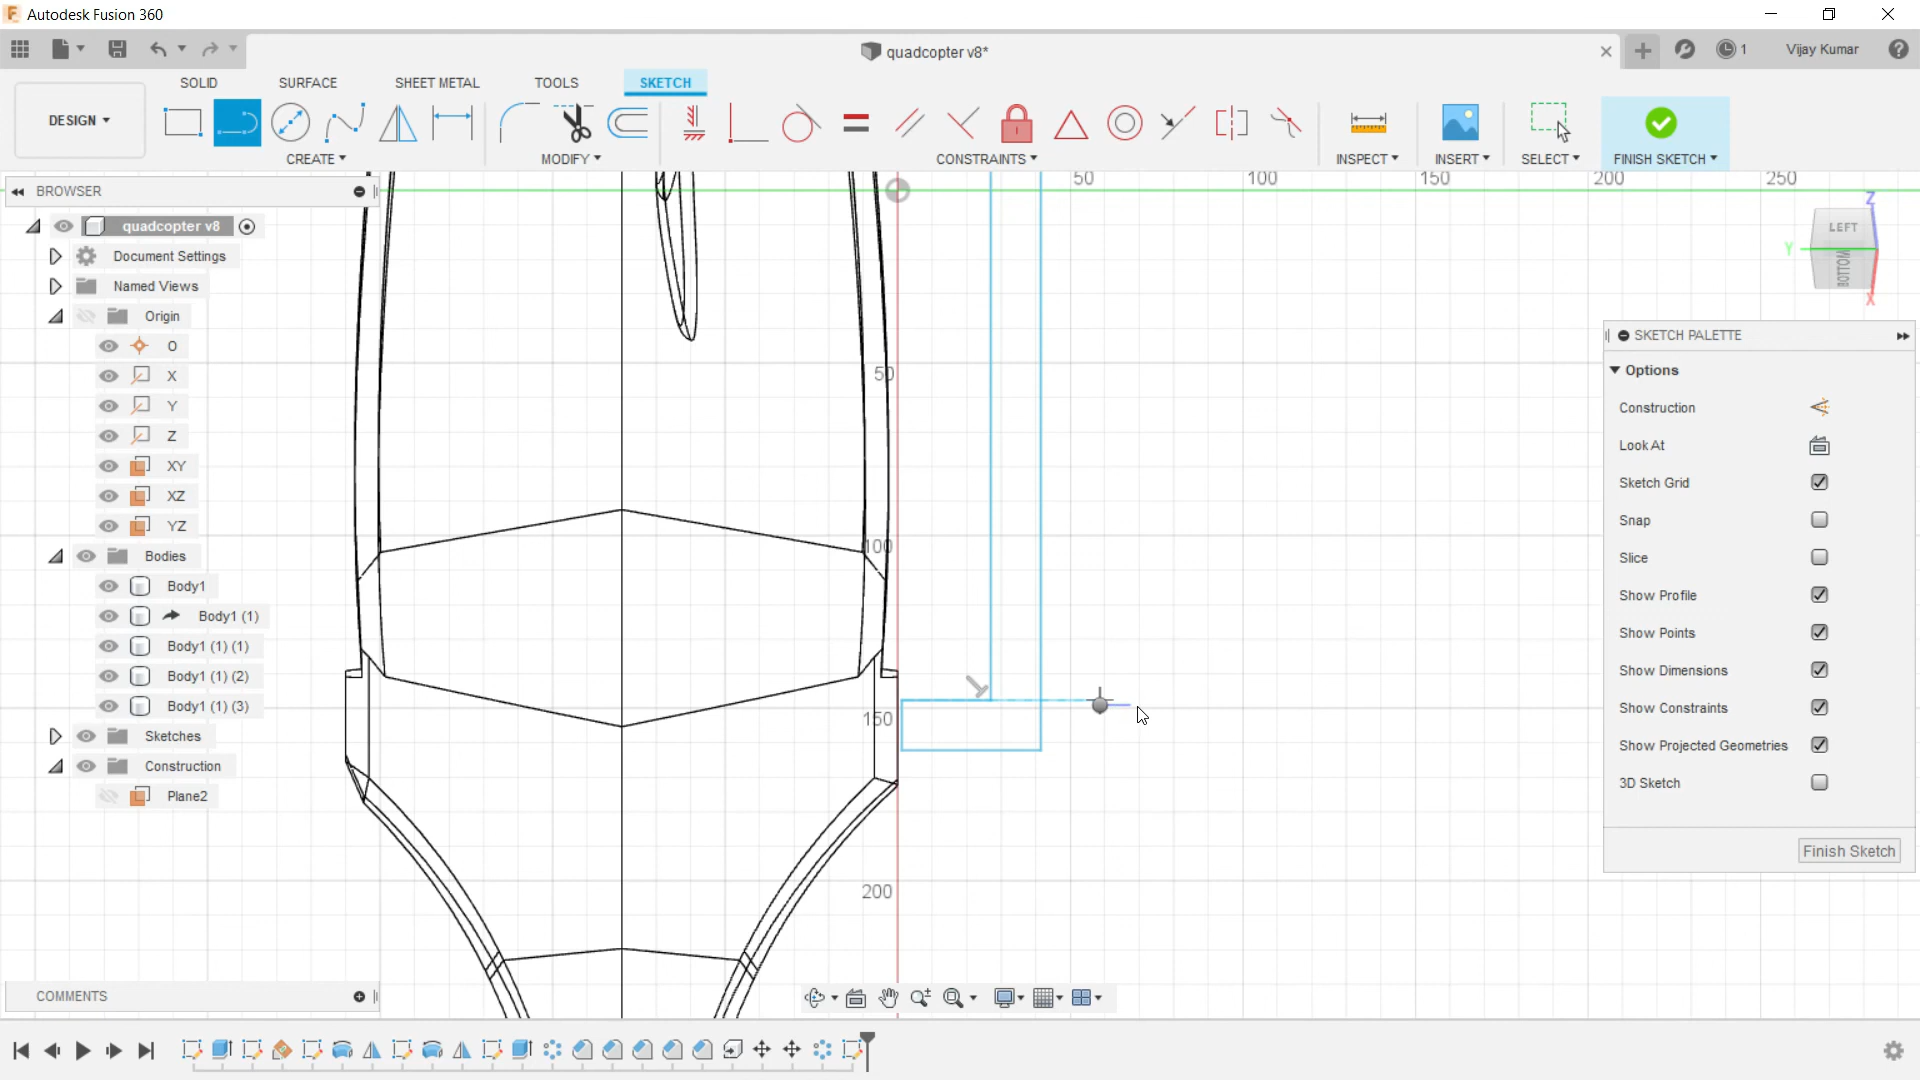 Autodesk Fusion 360
quadcopter v8*
1
Vijay Kumar
DESIGN
SOLID
SURFACE
SHEET METAL
TOOLS
SKETCH
CREATE
MODIFY
CONSTRAINTS
INSPECT
INSERT
SELECT
FINISH SKETCH
BROWSER
quadcopter v8
Document Settings
Named Views
Origin
O
X
Y
Z
XY
XZ
YZ
Bodies
Body1
Body1 (1)
Body1 (1) (1)
Body1 (1) (2)
Body1 (1) (3)
Sketches
Construction
Plane2
COMMENTS
50
100
150
200
250
50
100
150
200
Z
LEFT
Y
BOTTOM
X
SKETCH PALETTE
Options
Construction
Look At
Sketch Grid
Snap
Slice
Show Profile
Show Points
Show Dimensions
Show Constraints
Show Projected Geometries
3D Sketch
Finish Sketch